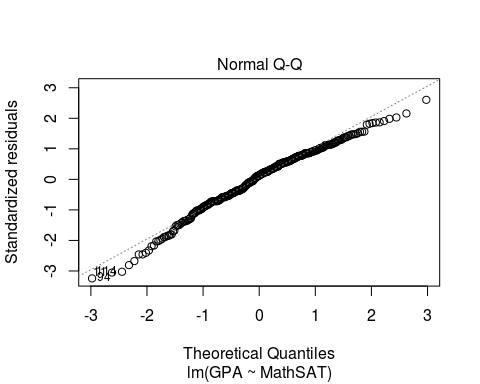 Normal Q-Q
Standardized residuals
3
2
1
0
-1
-2
-3
94
-3 -2 -1 0 1 2 3
Theoretical Quantiles
lm(GPA ~ MathSAT)